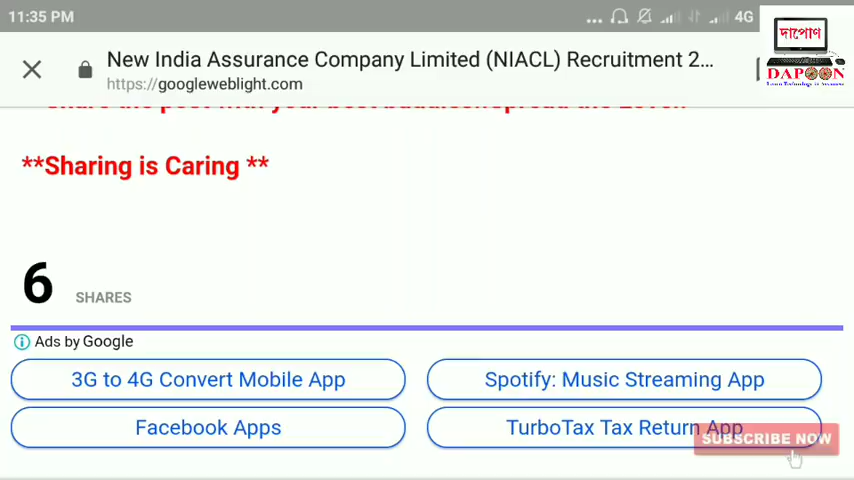 11:35 PM
4G
New India Assurance Company Limited (NIACL) Recruitment 2...
https://googleweblight.com
দাপোণ
DAPOON
**Sharing is Caring **
6
SHARES
Ads by Google
3G to 4G Convert Mobile App
Spotify: Music Streaming App
Facebook Apps
TurboTax Tax Return App
SUBSCRIBE NOW